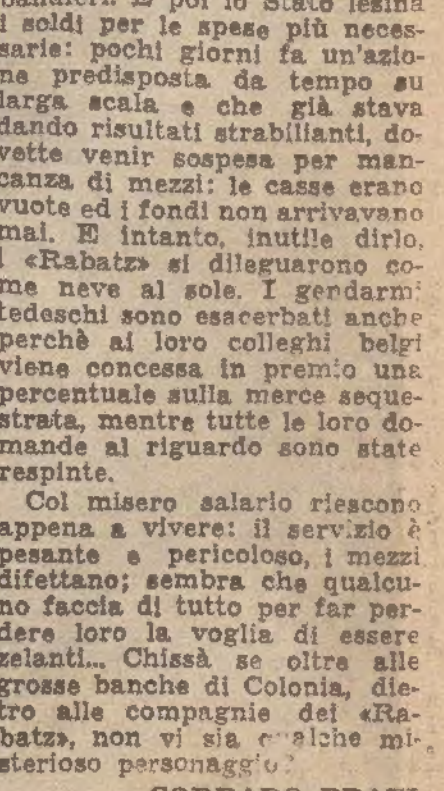 bandieri. E poi lo Stato lesina
i soldi per le spese più neces-
sarie: pochi giorni fa un'azio-
ne predisposta da tempo su
larga scala e che già stava
dando risultati strabilianti, do-
vette venir sospesa per man-
canza di mezzi: le casse erano
vuote ed i fondi non arrivavano
mai. E intanto, inutile dirlo,
i «Rabatz» si dileguarono co-
me neve al sole. I gendarmi
tedeschi sono esacerbati anche
perchè ai loro colleghi belgi
viene concessa in premio una
percentuale sulla merce seque-
strata, mentre tutte le loro do-
mande al riguardo sono state
respinte.
Col misero salario riescono
appena a vivere: il servizio è
pesante e pericoloso, i mezzi
difettano; sembra che qualcu-
no faccia di tutto per far per-
dere loro la voglia di essere
zelanti... Chissà se oltre alle
grosse banche di Colonia, die-
tro alle compagnie dei «Ra-
batz», non vi sia qualche mi-
sterioso personaggio?